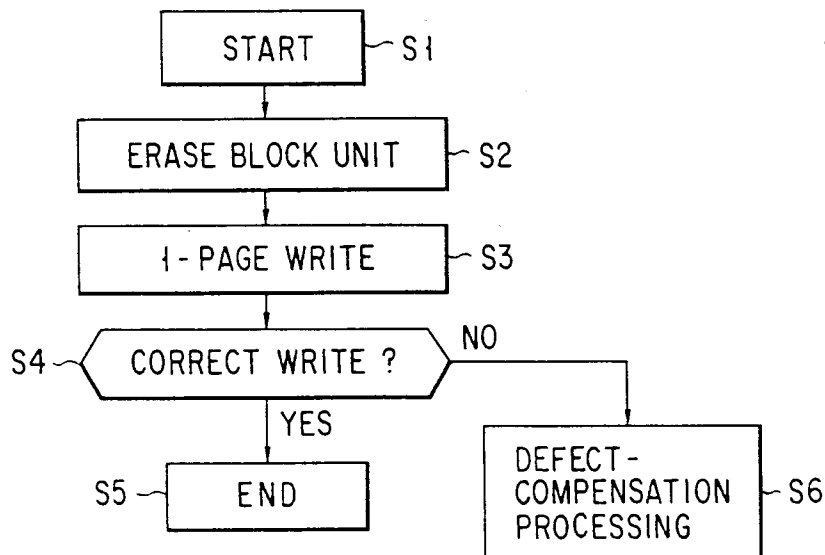 START S1
ERASE BLOCK UNIT S2
1-PAGE WRITE S3
S4 CORRECT WRITE ? NO
YES
S5 END
DEFECT-
COMPENSATION S6
PROCESSING